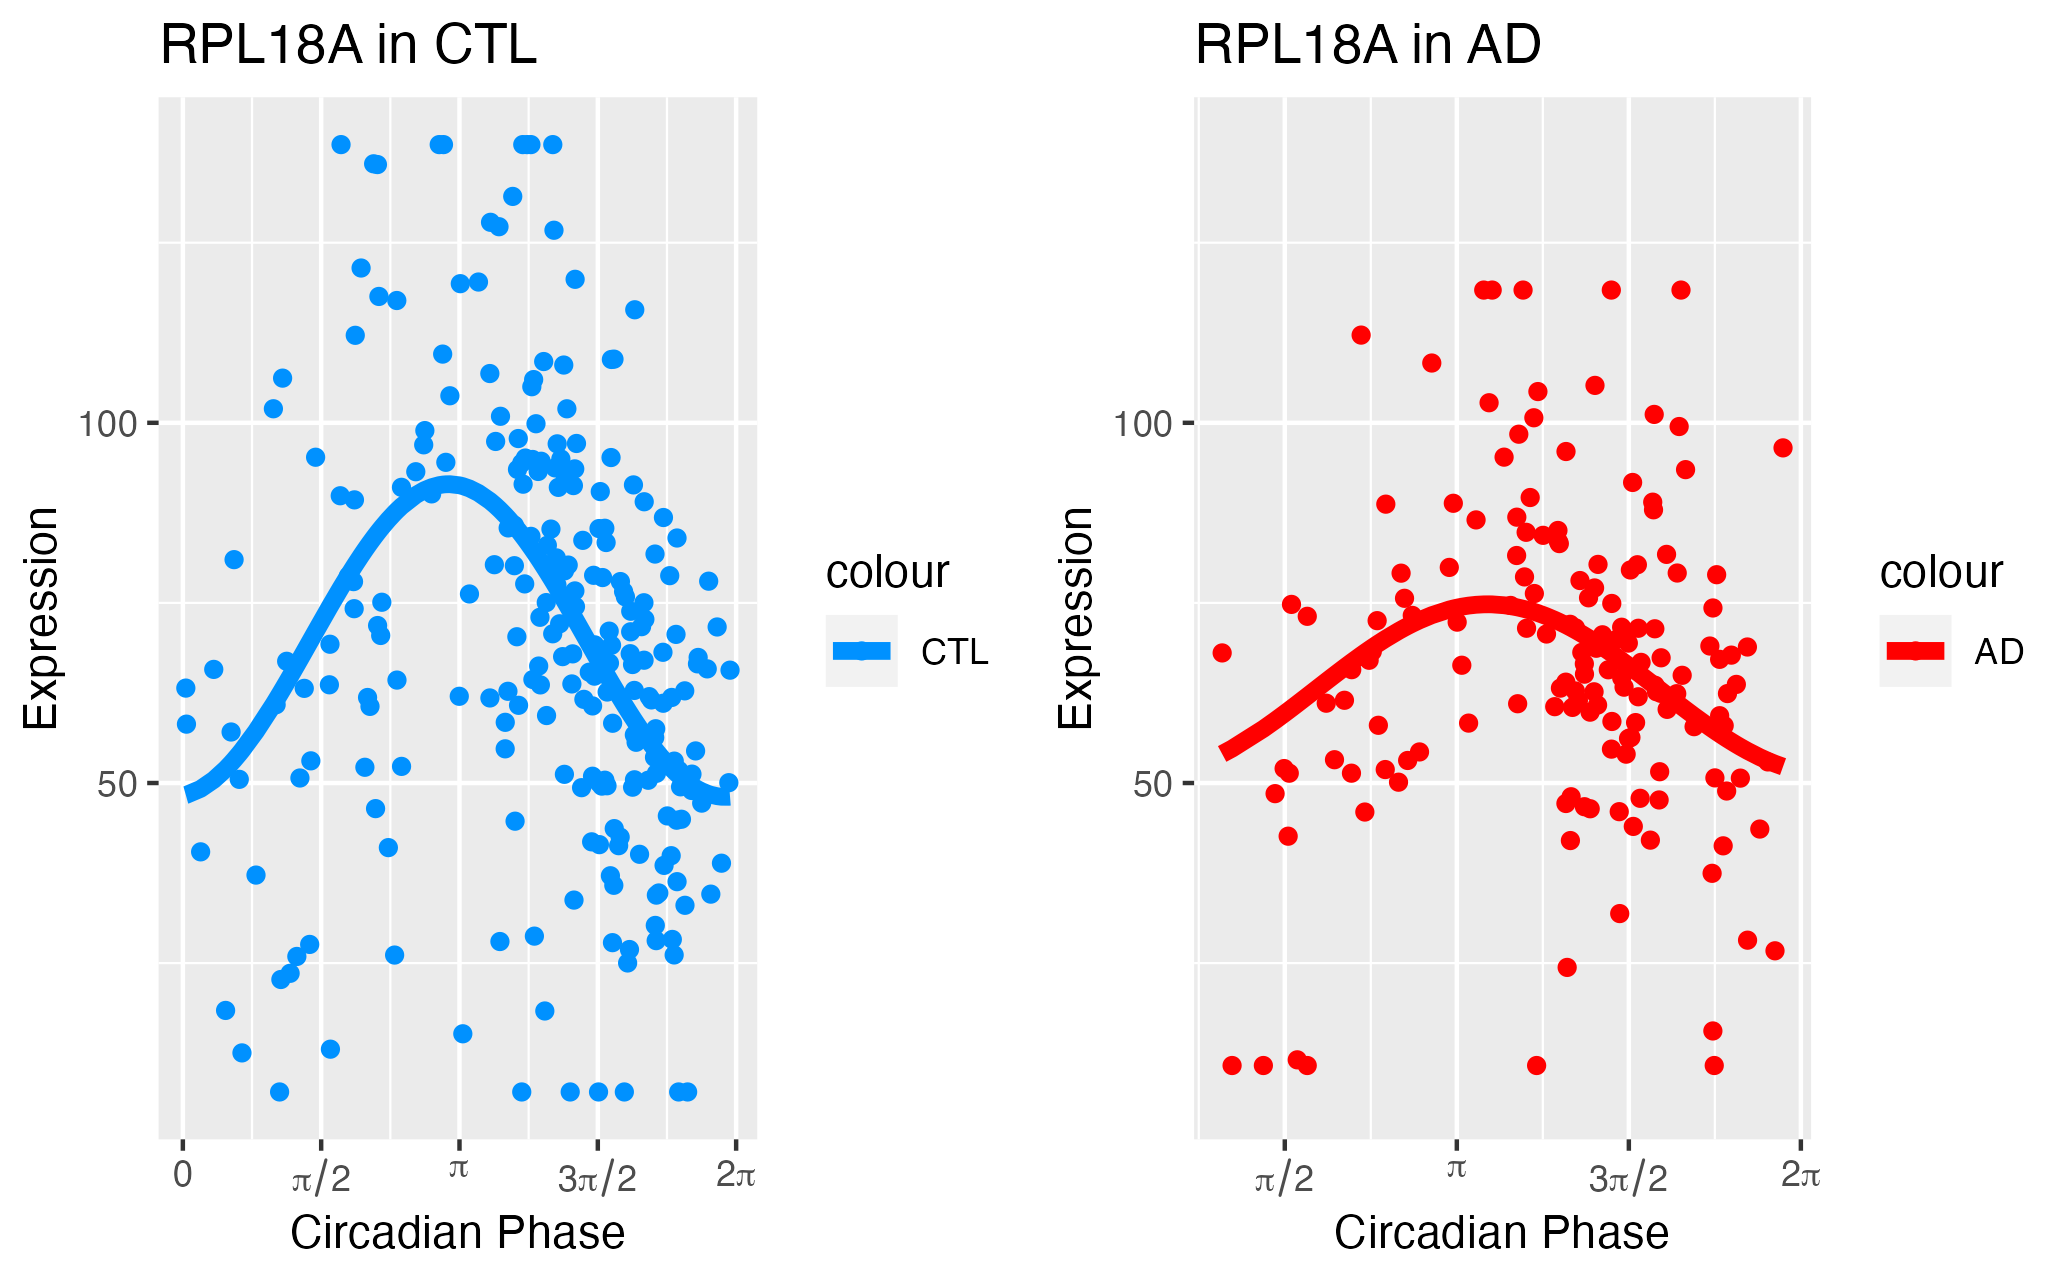 RPL18A in CTL
Expression
100
50
0
π/2
π
3π/2
2π
Circadian Phase
colour
CTL
RPL18A in AD
Expression
100
50
π/2
π
3π/2
2π
Circadian Phase
colour
AD